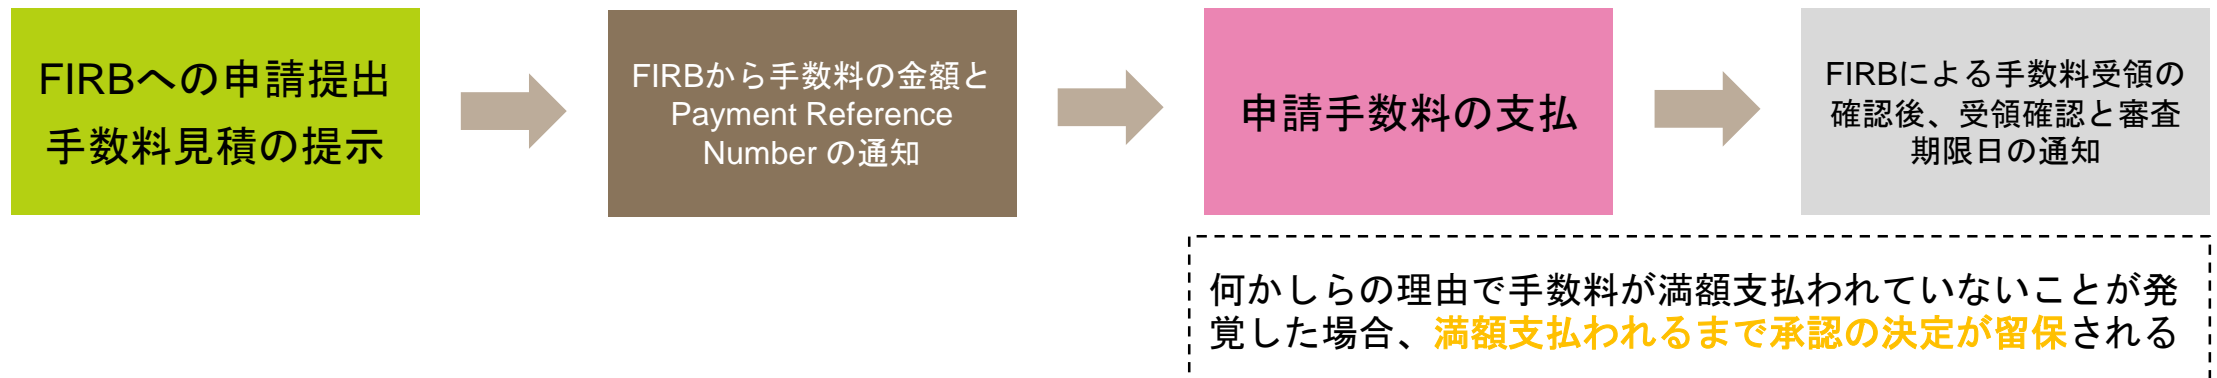 FIRBへの申請提出
手数料見積の提示
FIRBから手数料の金額と
Payment Reference
Number の通知
申請手数料の支払
FIRBによる手数料受領の
確認後、受領確認と審査
期限日の通知
何かしらの理由で手数料が満額支払われていないことが発
覚した場合、満額支払われるまで承認の決定が留保される